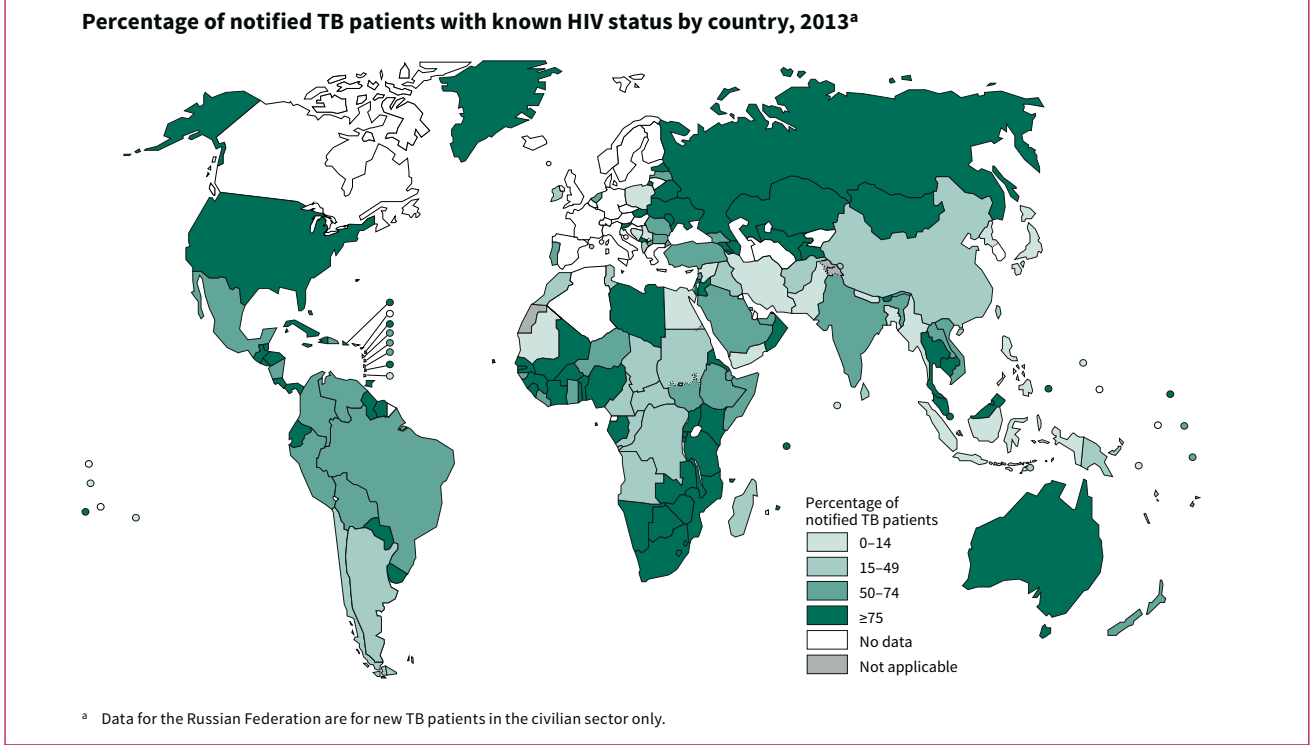 Percentage of notified TB patients with known HIV status by country, 2013ᵃ
Percentage of
notified TB patients
0–14
15–49
50–74
≥75
No data
Not applicable
ᵃ Data for the Russian Federation are for new TB patients in the civilian sector only.